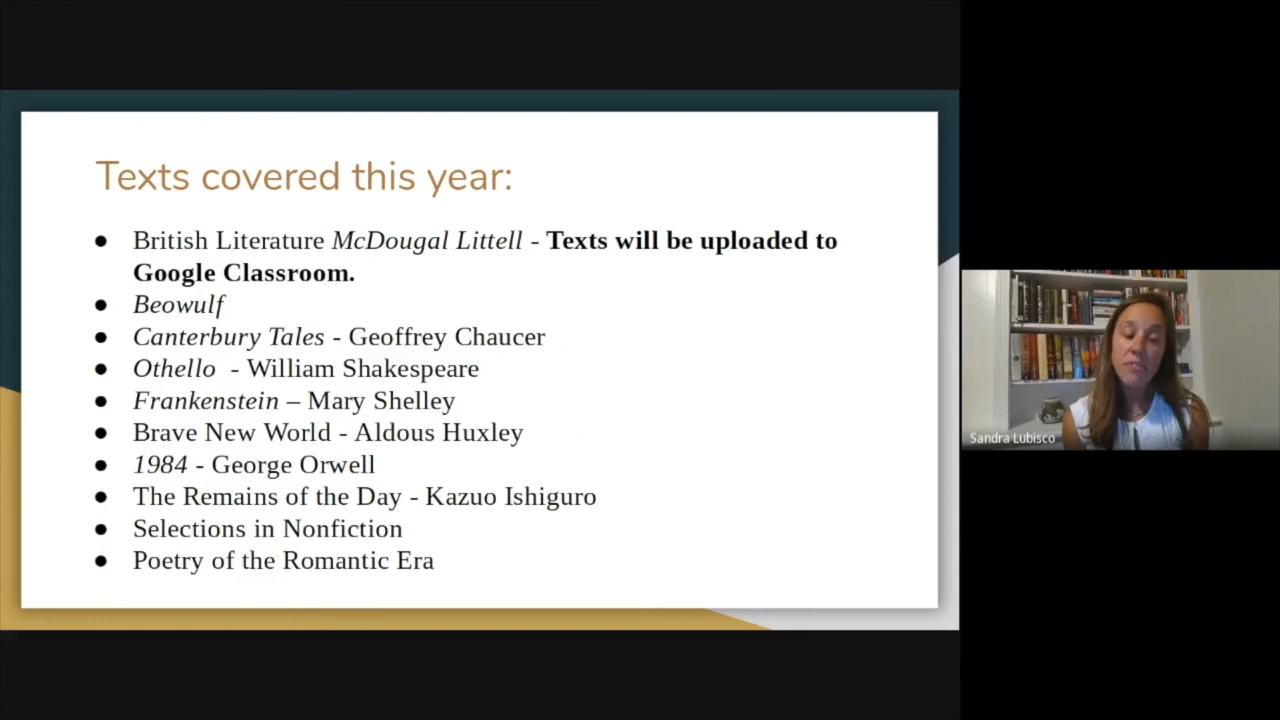 Texts covered this year:
● British Literature McDougal Littell - Texts will be uploaded to
Google Classroom.
● Beowulf
● Canterbury Tales - Geoffrey Chaucer
● Othello - William Shakespeare
● Frankenstein – Mary Shelley
● Brave New World - Aldous Huxley
● 1984 - George Orwell
● The Remains of the Day - Kazuo Ishiguro
● Selections in Nonfiction
● Poetry of the Romantic Era
Sandra Lubisco